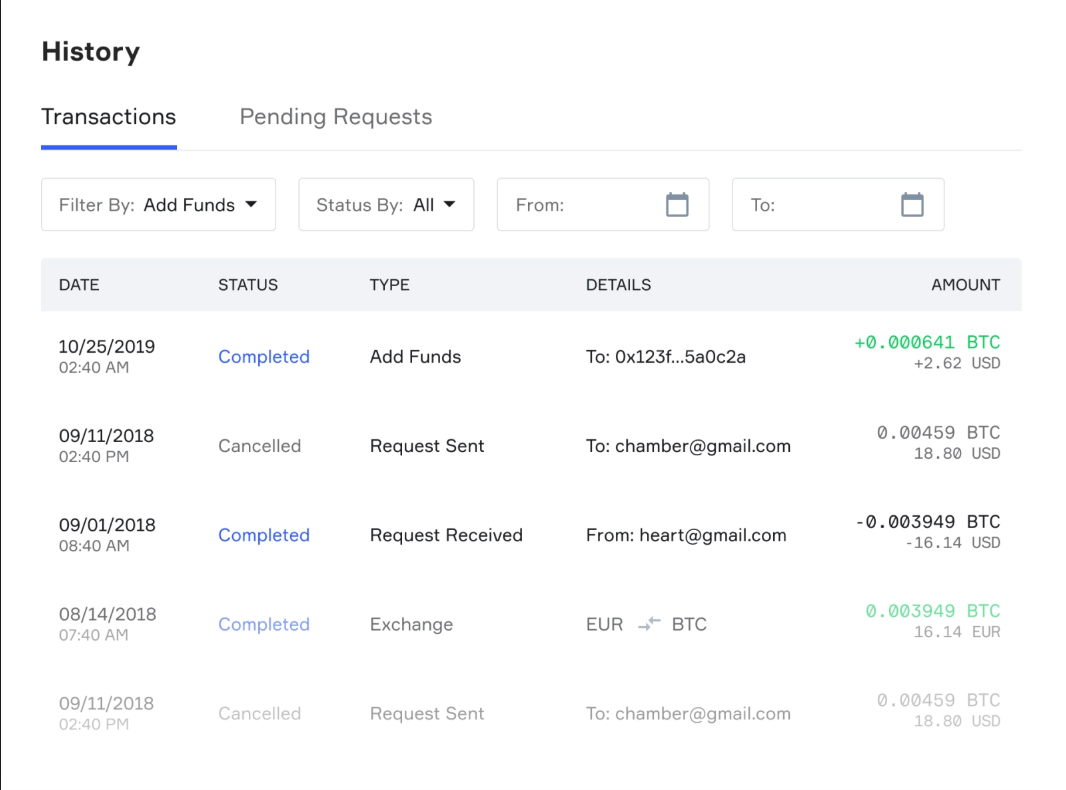 History
Transactions Pending Requests
Filter By: Add Funds Status By: All From: To:
DATE STATUS TYPE DETAILS AMOUNT
10/25/2019 Completed Add Funds To: 0x123f...5a0c2a +0.000641 BTC
02:40 AM +2.62 USD
09/11/2018 Cancelled Request Sent To: chamber@gmail.com 0.00459 BTC
02:40 PM 18.80 USD
09/01/2018 Completed Request Received From: heart@gmail.com -0.003949 BTC
08:40 AM -16.14 USD
08/14/2018 Completed Exchange EUR BTC 0.003949 BTC
07:40 AM 16.14 EUR
09/11/2018 Cancelled Request Sent To: chamber@gmail.com 0.00459 BTC
02:40 PM 18.80 USD